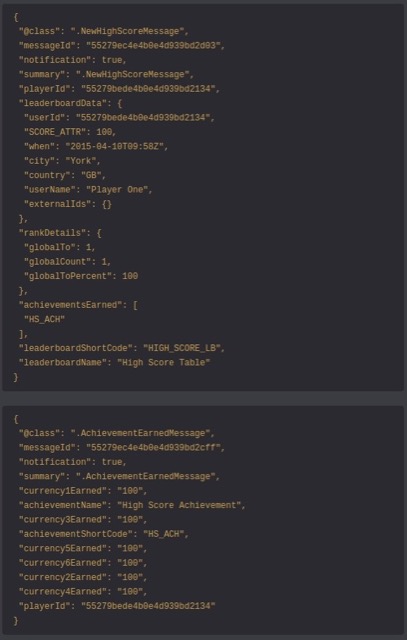 {
"@class": ".NewHighScoreMessage",
"messageId": "55279ec4e4b0e4d939bd2d03",
"notification": true,
"summary": ".NewHighScoreMessage",
"playerId": "55279bede4b0e4d939bd2134",
"leaderboardData": {
"userId": "55279bede4b0e4d939bd2134",
"SCORE_ATTR": 100,
"when": "2015-04-10T09:58Z",
"city": "York",
"country": "GB",
"userName": "Player One",
"externalIds": {}
},
"rankDetails": {
"globalTo": 1,
"globalCount": 1,
"globalToPercent": 100
},
"achievementsEarned": [
"HS_ACH"
],
"leaderboardShortCode": "HIGH_SCORE_LB",
"leaderboardName": "High Score Table"
}
{
"@class": ".AchievementEarnedMessage",
"messageId": "55279ec4e4b0e4d939bd2cff",
"notification": true,
"summary": ".AchievementEarnedMessage",
"currency1Earned": "100",
"achievementName": "High Score Achievement",
"currency3Earned": "100",
"achievementShortCode": "HS_ACH",
"currency5Earned": "100",
"currency6Earned": "100",
"currency2Earned": "100",
"currency4Earned": "100",
"playerId": "55279bede4b0e4d939bd2134"
}